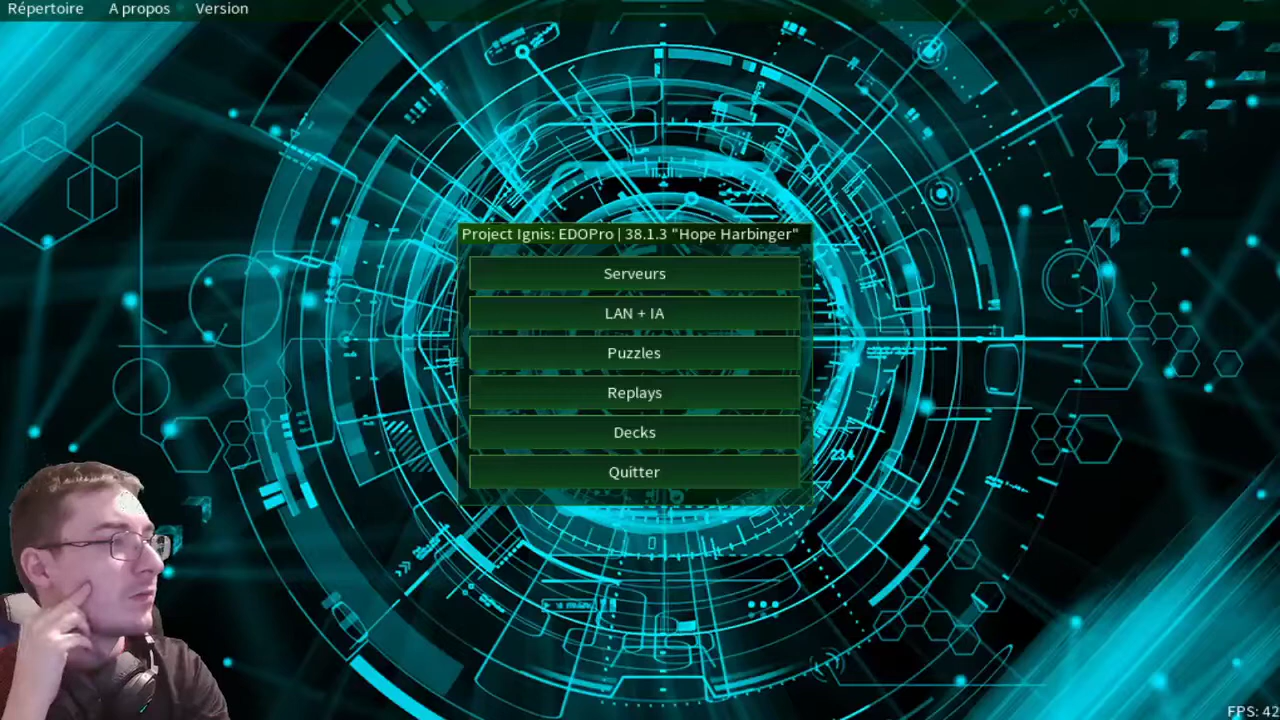 Répertoire A propos Version
Project Ignis: EDOPro | 38.1.3 "Hope Harbinger"
Serveurs
LAN + IA
Puzzles
Replays
Decks
Quitter
234
FPS: 42